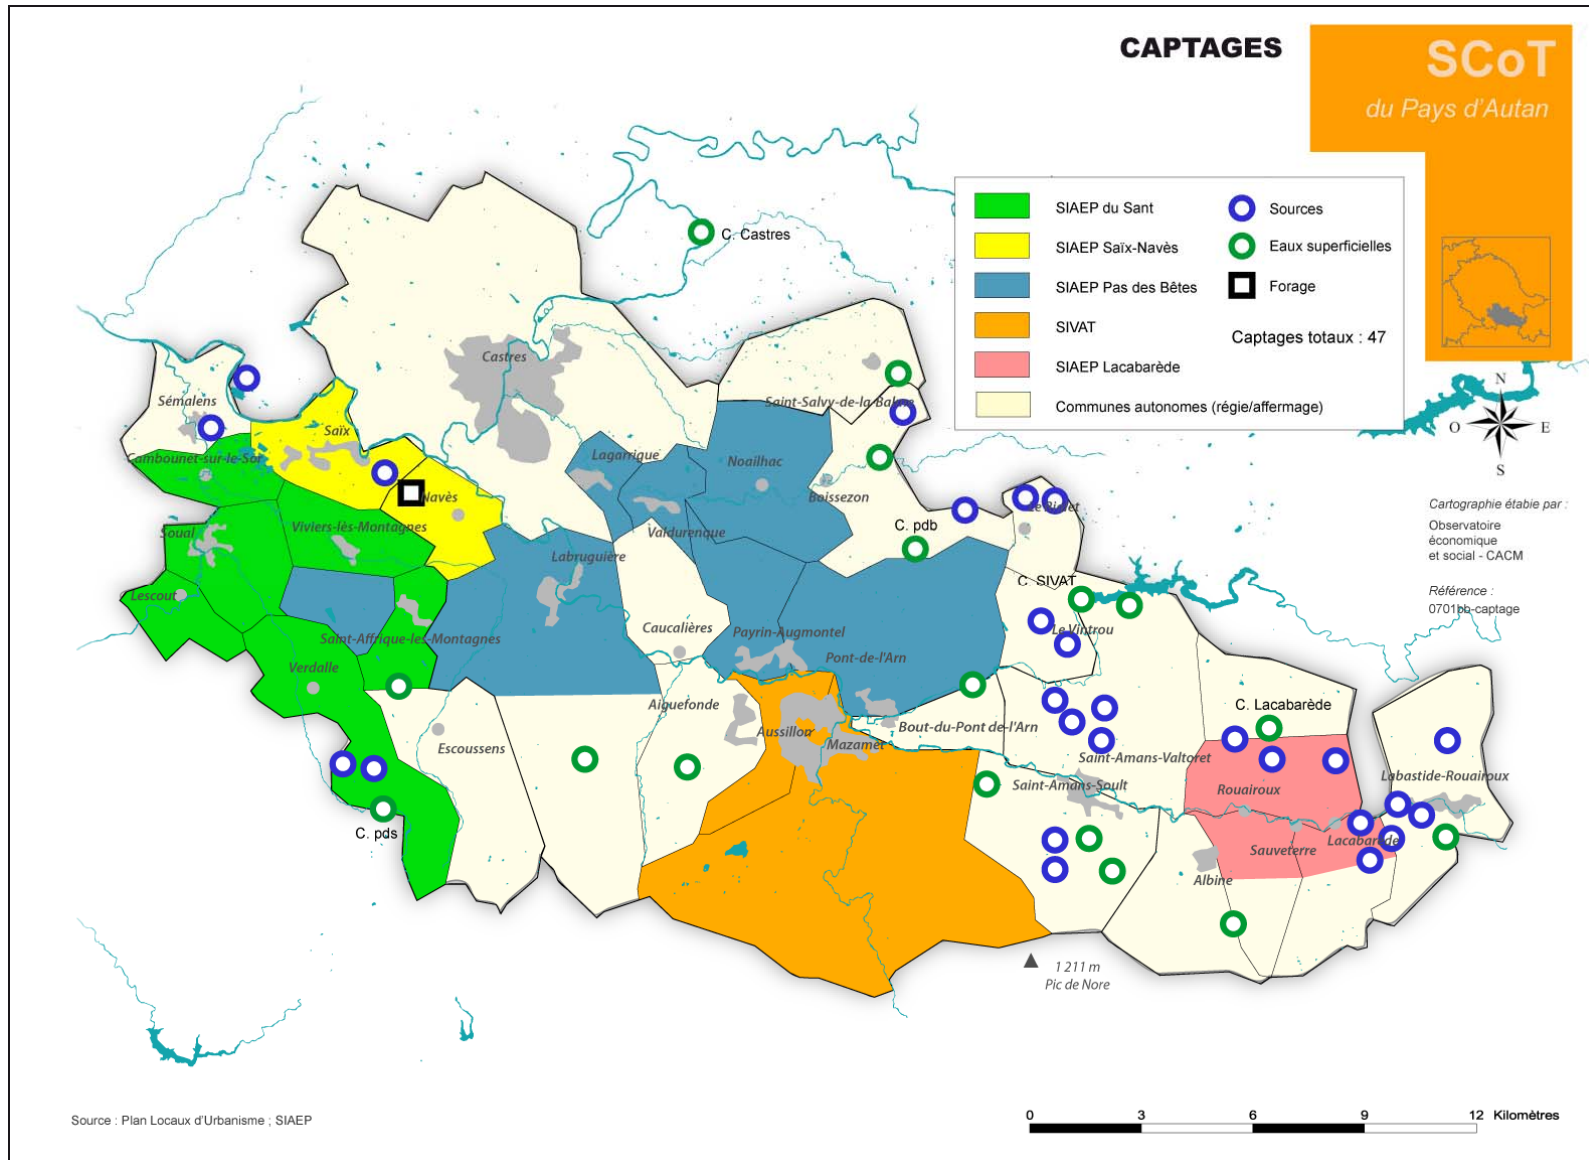 CAPTAGES
SCoT
du Pays d'Autan
SIAEP du Sant
SIAEP Saïx-Navès
SIAEP Pas des Bêtes
SIVAT
SIAEP Lacabarède
Communes autonomes (régie/affermage)
Sources
Eaux superficielles
Forage
Captages totaux : 47
N
O
E
S
C. Castres
Castres
Sémalens
Saïx
Saint-Salvy-de-la-Balme
Cambounet-sur-le-Sor
Lagarrique
Noailhac
Navès
Boissezon
Le Rialet
Soual
Viviers-lès-Montagnes
Valdurenque
C. pdb
Labruguière
C. SIVAT
Lescout
Saint-Affrique-les-Montagnes
Caucalières
Payrin-Augmontel
Le Vintrou
Verdalle
Pont-de-l'Arn
Aiguefonde
C. Lacabarède
Escoussens
Aussillon
Mazamet
Bout-du-Pont de-l'Arn
Saint-Amans-Valtoret
Saint-Amans-Soult
Rouairoux
Labastide-Rouairoux
C. pds
Sauveterre
Lacabarède
Albine
1 211 m
Pic de Nore
Cartographie étabie par :
Observatoire
économique
et social - CACM
Référence :
0701bb-captage
Source : Plan Locaux d'Urbanisme ; SIAEP
0 3 6 9 12 Kilomètres